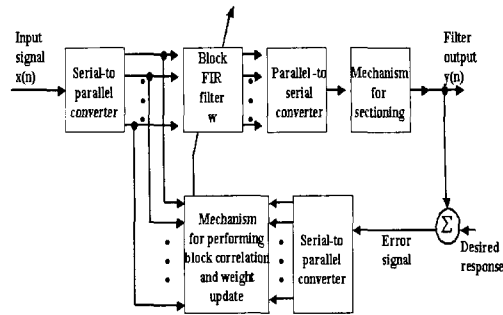 Input
signal
x(n)
Serial-to
parallel
converter
Block
FIR
filter
w
Parallel-to
serial
converter
Mechanism
for
sectioning
Filter
output
y(n)
Mechanism
for performing
block correlation
and weight
update
Serial-to
parallel
converter
Error
signal
Σ
Desired
response